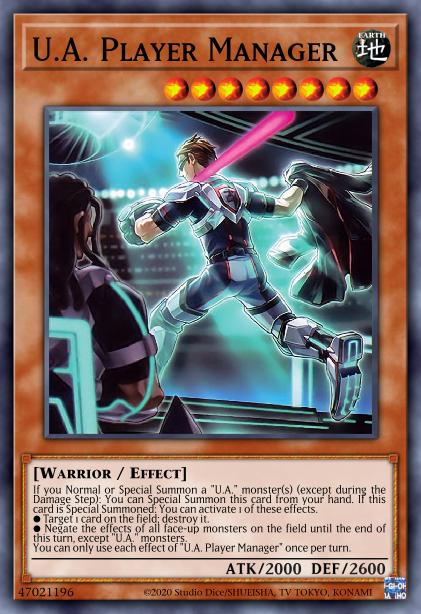 U.A. Player Manager
EARTH
地
[Warrior / Effect]
If you Normal or Special Summon a "U.A." monster(s) (except during the
Damage Step): You can Special Summon this card from your hand. If this
card is Special Summoned: You can activate 1 of these effects.
● Target 1 card on the field; destroy it.
● Negate the effects of all face-up monsters on the field until the end of
this turn, except "U.A." monsters.
You can only use each effect of "U.A. Player Manager" once per turn.
ATK/2000 DEF/2600
47021196 ©2020 Studio Dice/SHUEISHA, TV TOKYO, KONAMI